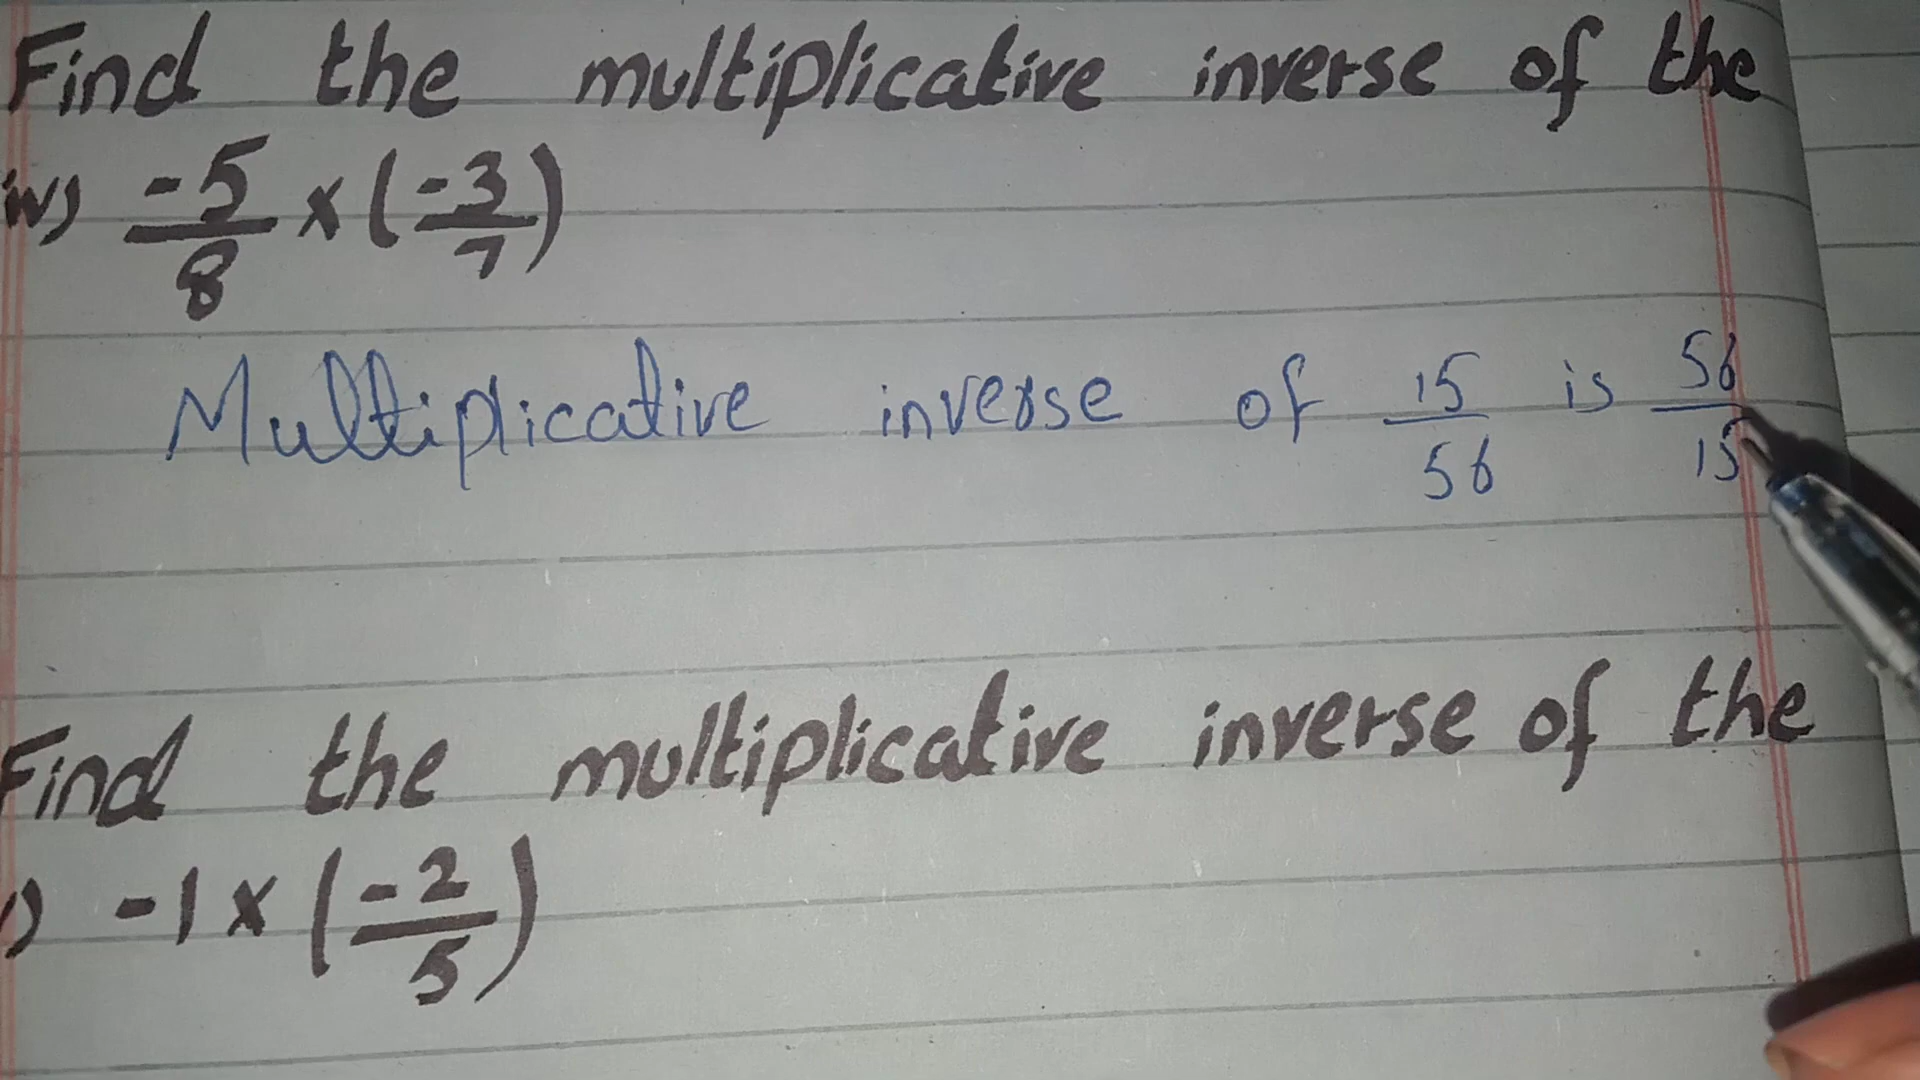 Find the multiplicative inverse of the
iv) -5/8 x (-3/7)
Multiplicative inverse of 15/56 is 56/15
Find the multiplicative inverse of the
) -1 x (-2/5)